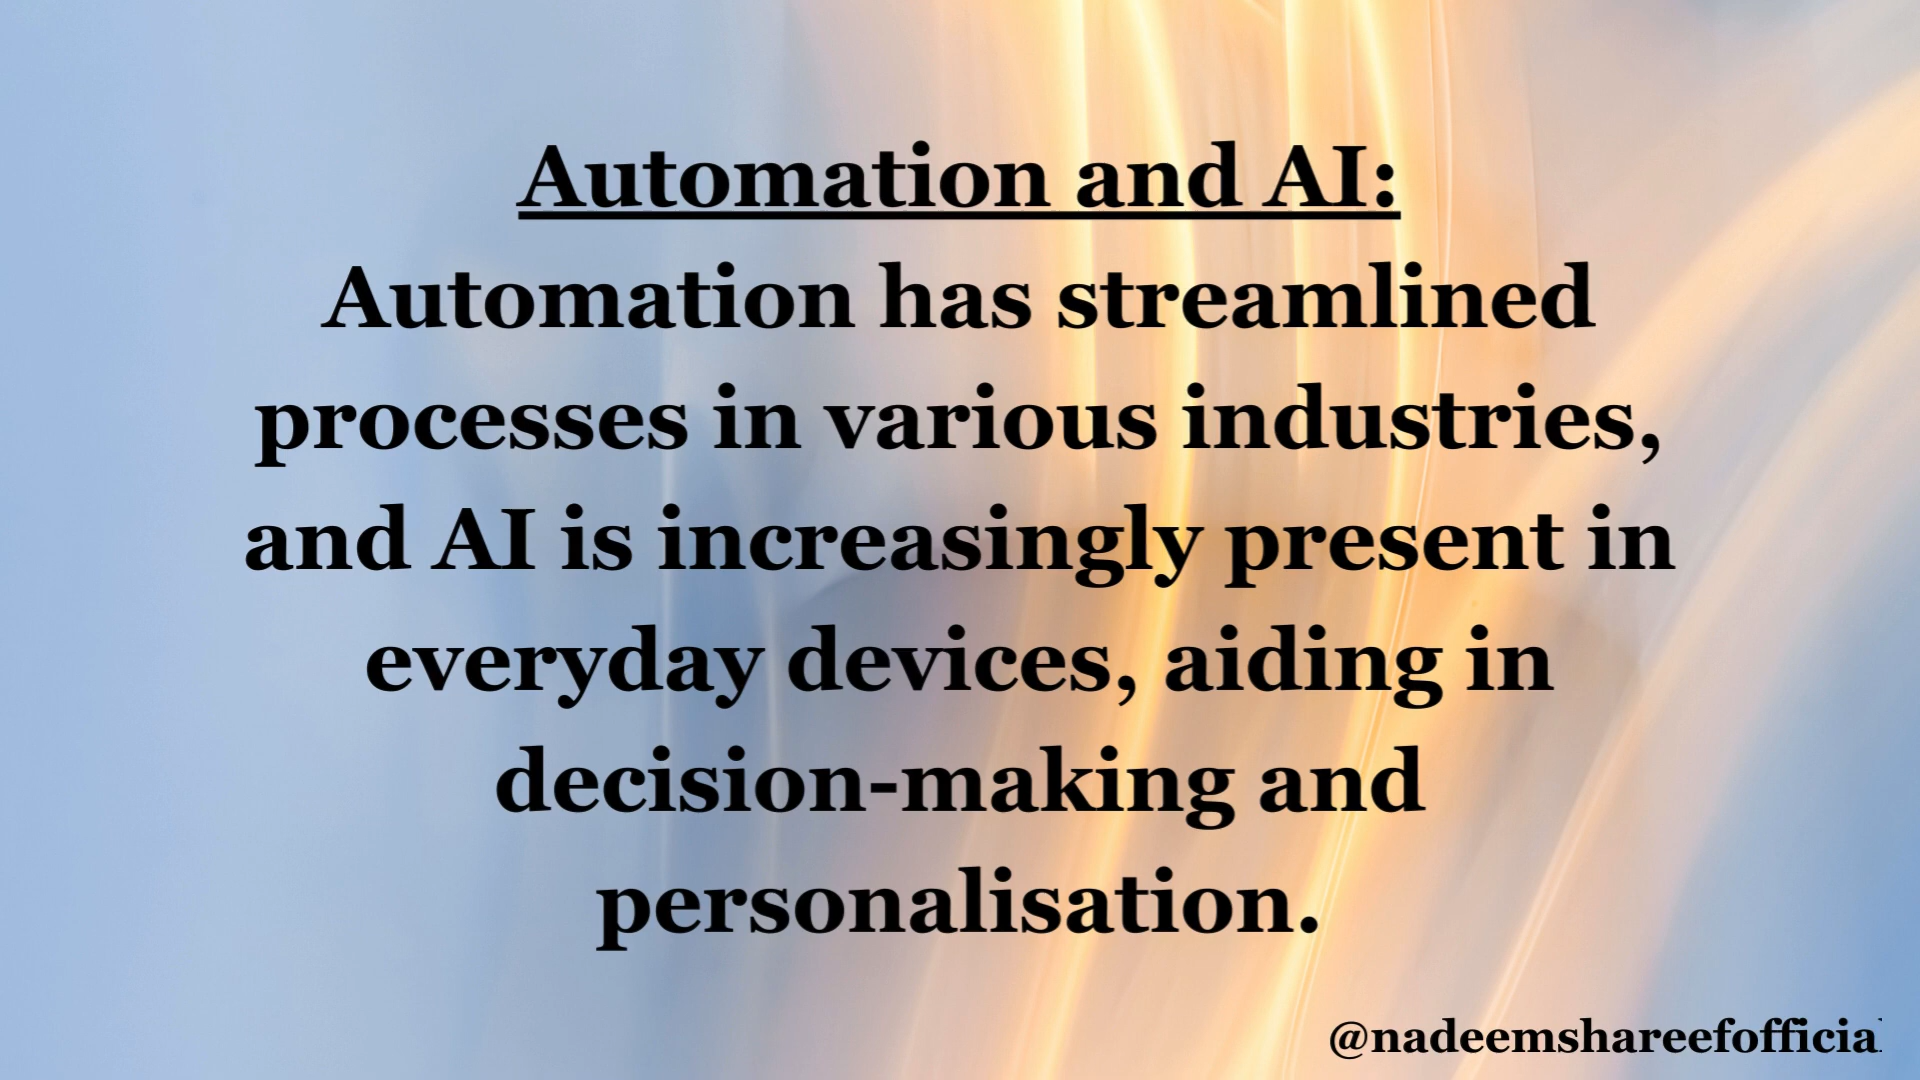 Automation and AI:
Automation has streamlined
processes in various industries,
and AI is increasingly present in
everyday devices, aiding in
decision-making and
personalisation.
@nadeemshareefofficial